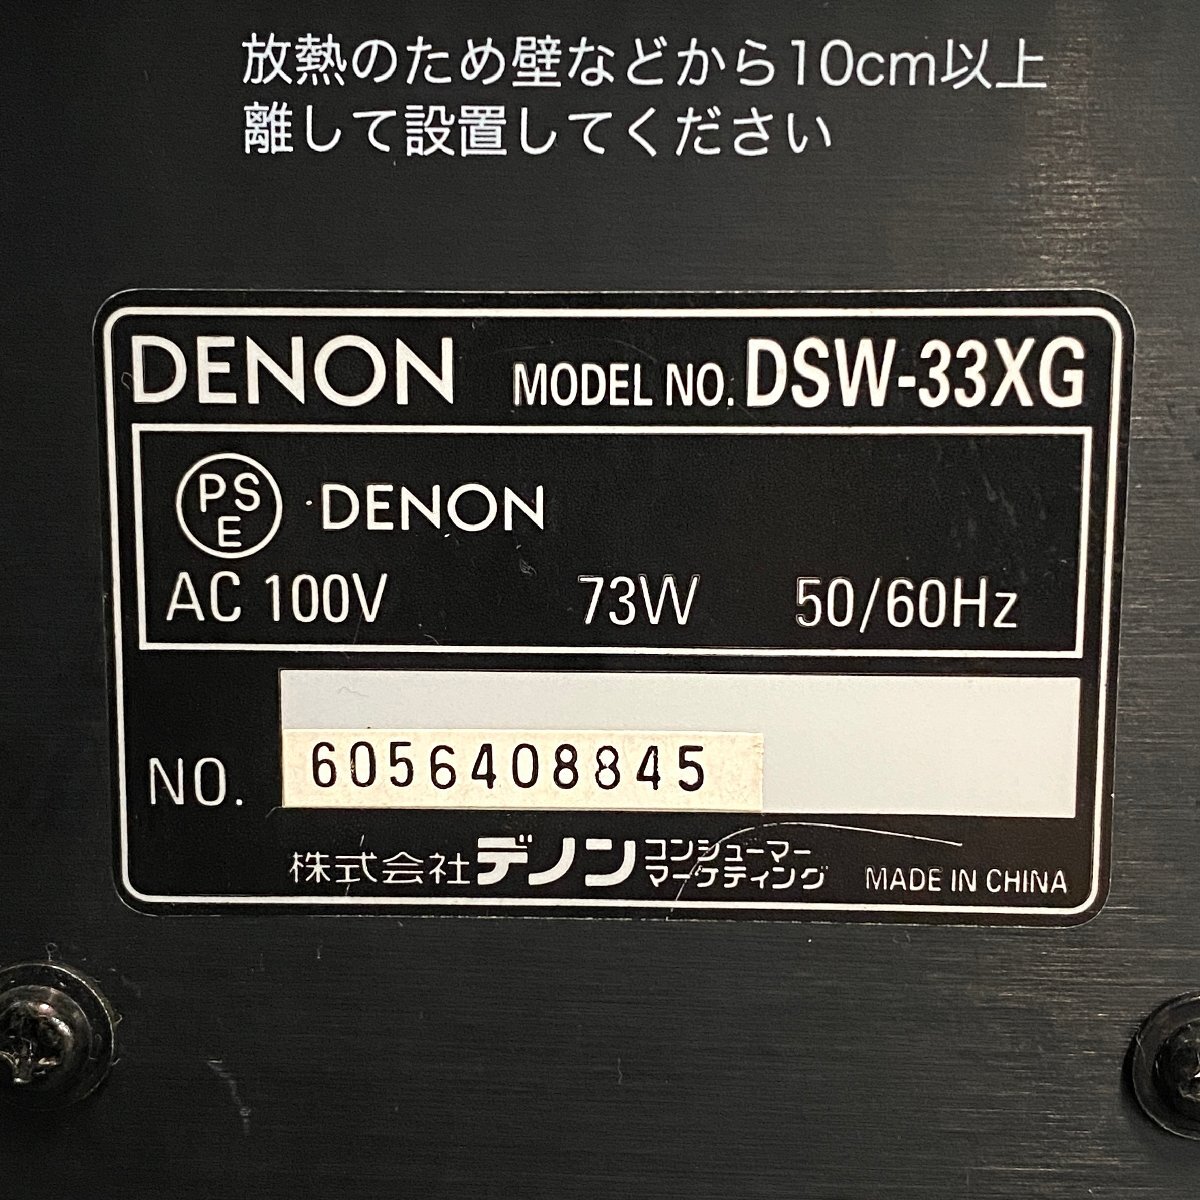 放熱のため壁などから10cm以上
離して設置してください
DENON MODEL NO. DSW-33XG
PSE DENON
AC 100V 73W 50/60Hz
NO. 6056408845
株式会社デノン コンシューマー
マーケティング MADE IN CHINA